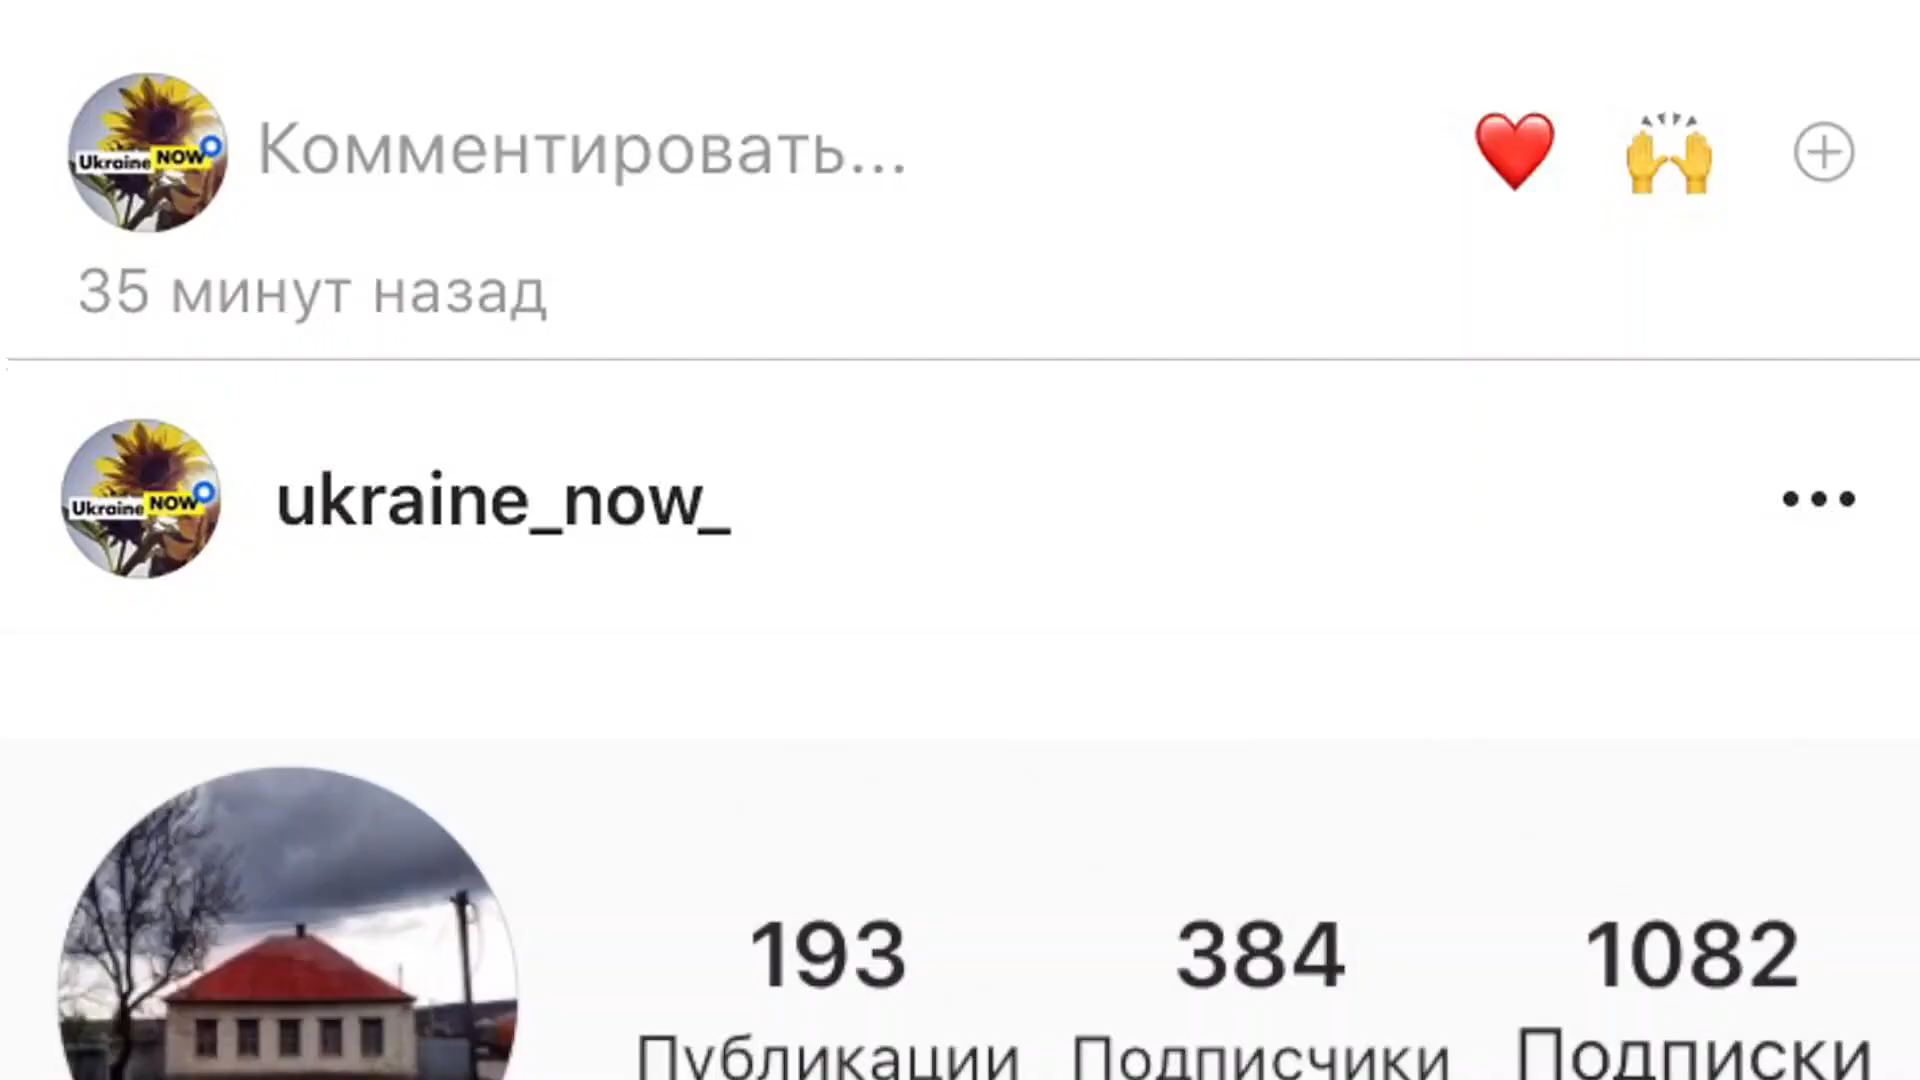 Ukraine NOW
Комментировать...
35 минут назад
Ukraine NOW
ukraine_now_
193 384 1082
Публикации Подписчики Подписки